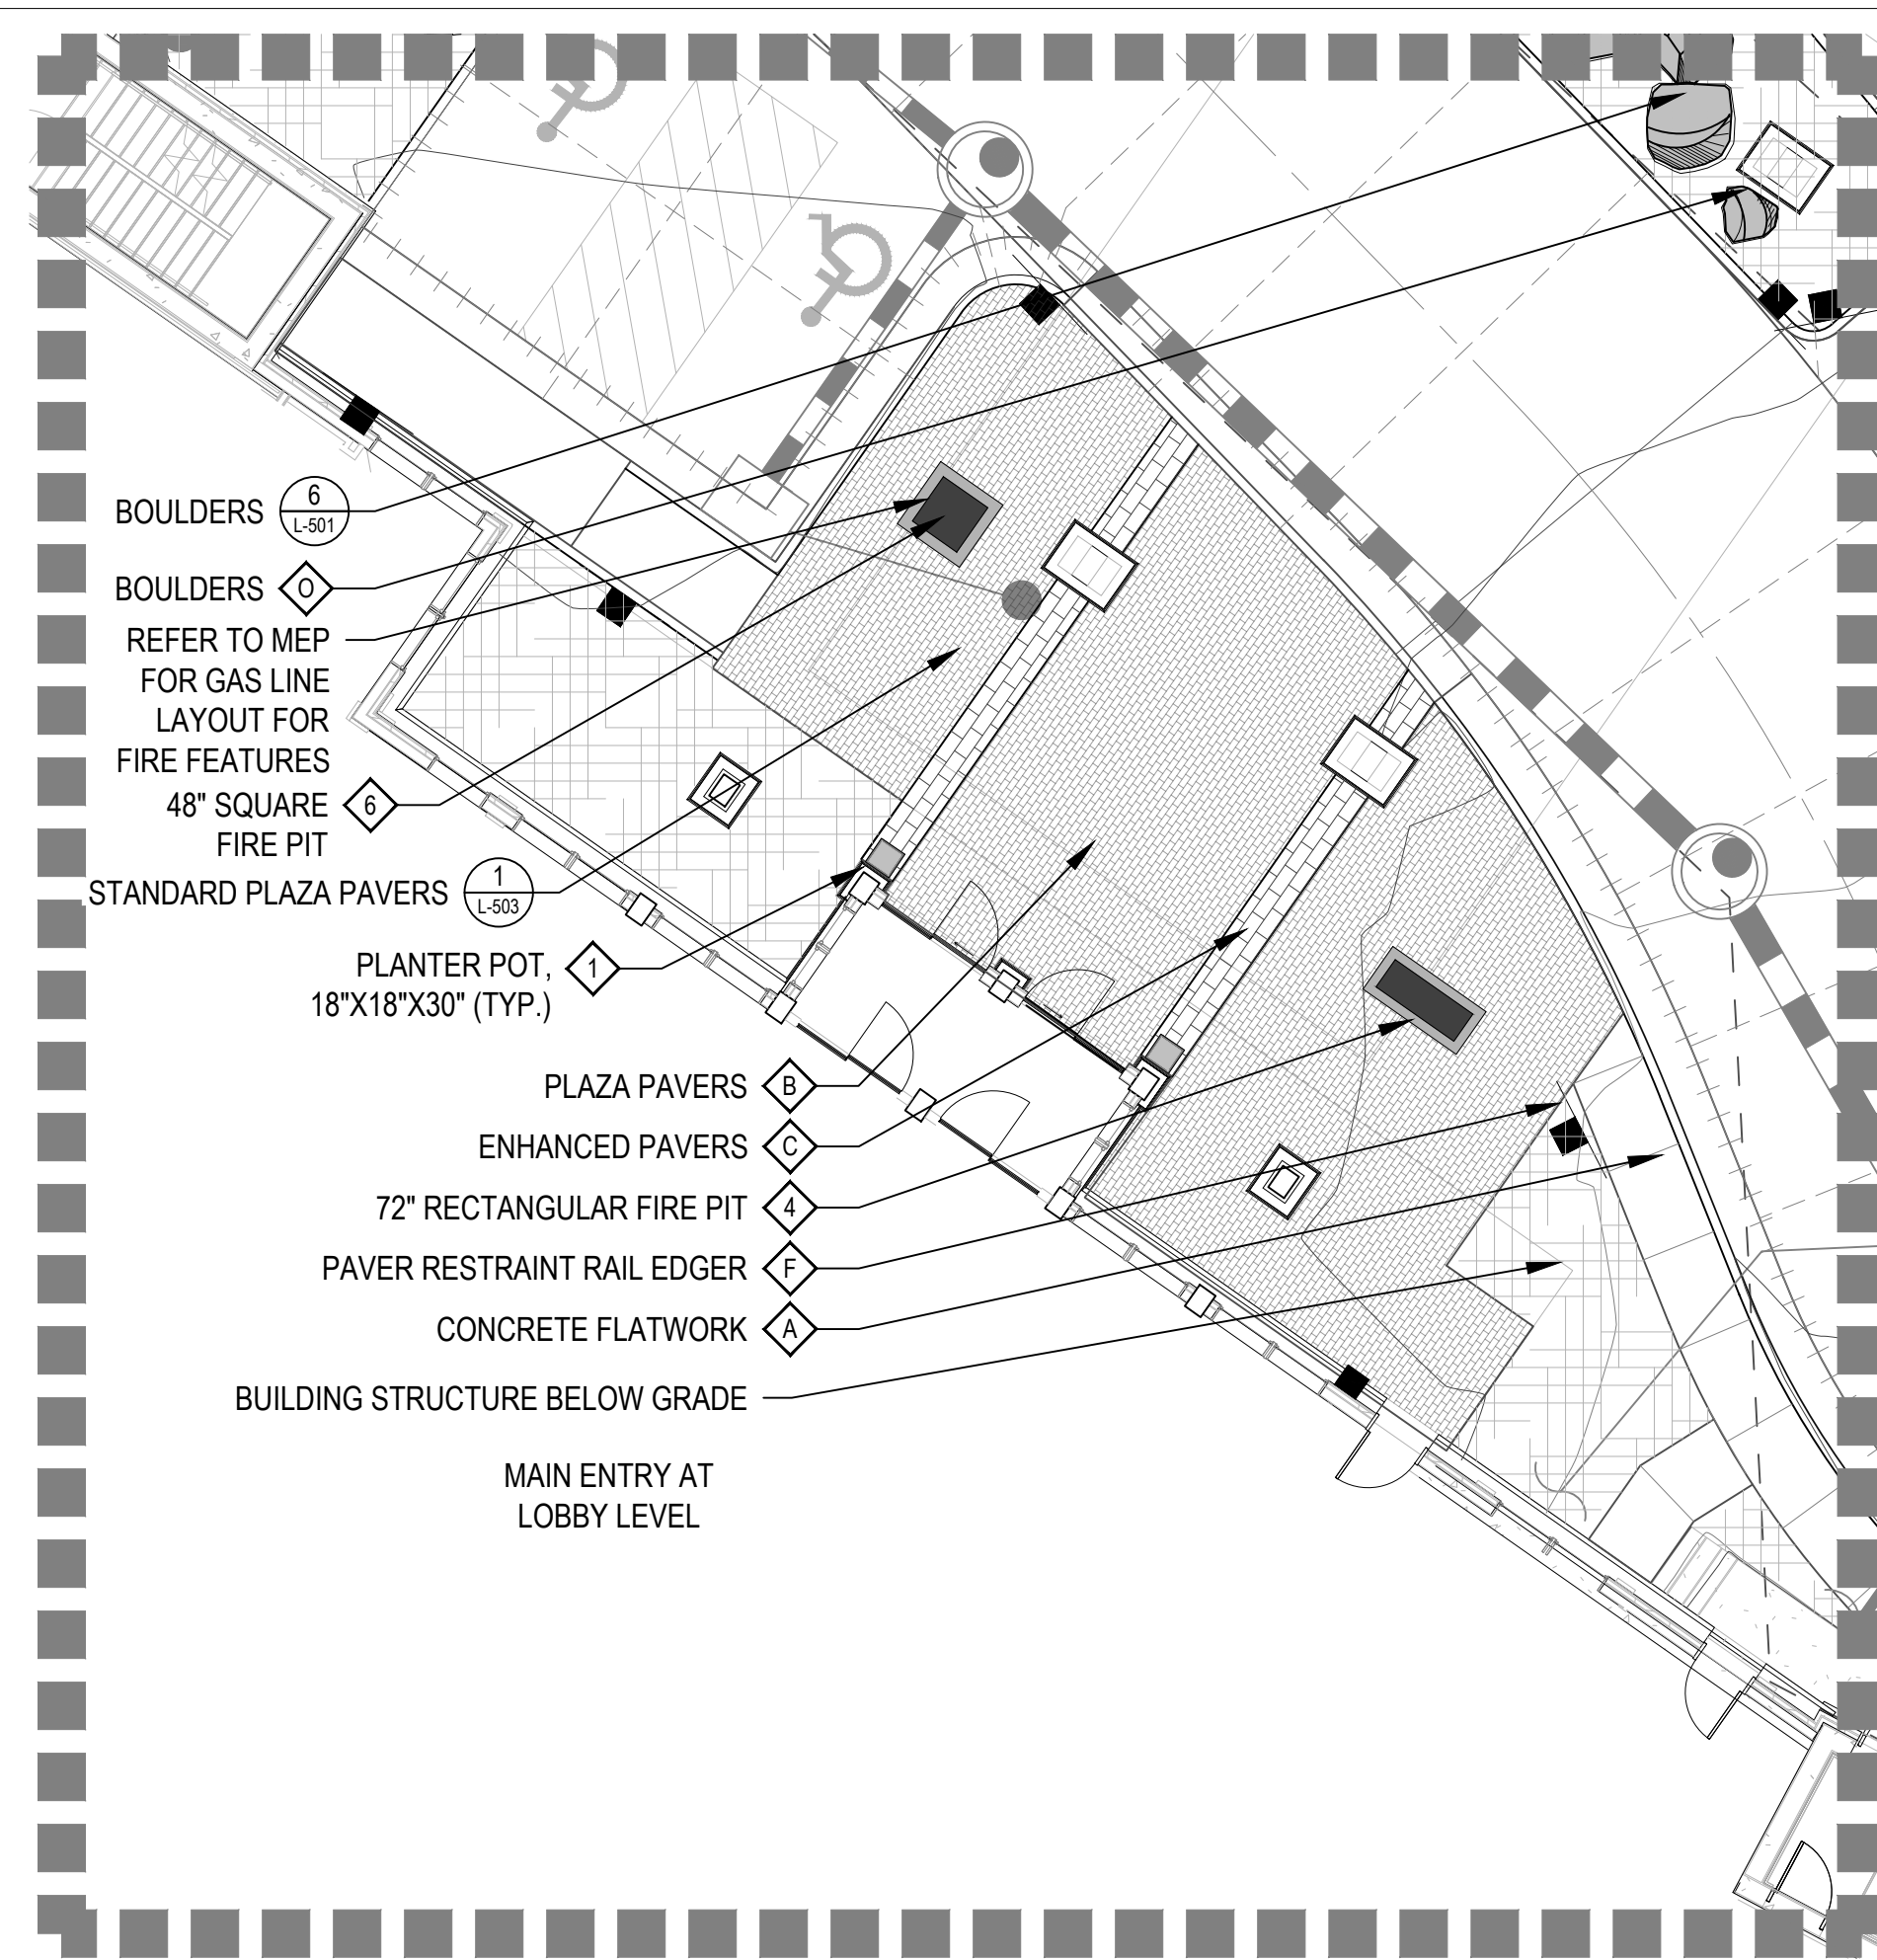 BOULDERS 6
L-501
BOULDERS O
REFER TO MEP
FOR GAS LINE
LAYOUT FOR
FIRE FEATURES
48" SQUARE 6
FIRE PIT
STANDARD PLAZA PAVERS 1
L-503
PLANTER POT, 1
18"X18"X30" (TYP.)
PLAZA PAVERS B
ENHANCED PAVERS C
72" RECTANGULAR FIRE PIT 4
PAVER RESTRAINT RAIL EDGER F
CONCRETE FLATWORK A
BUILDING STRUCTURE BELOW GRADE
MAIN ENTRY AT
LOBBY LEVEL